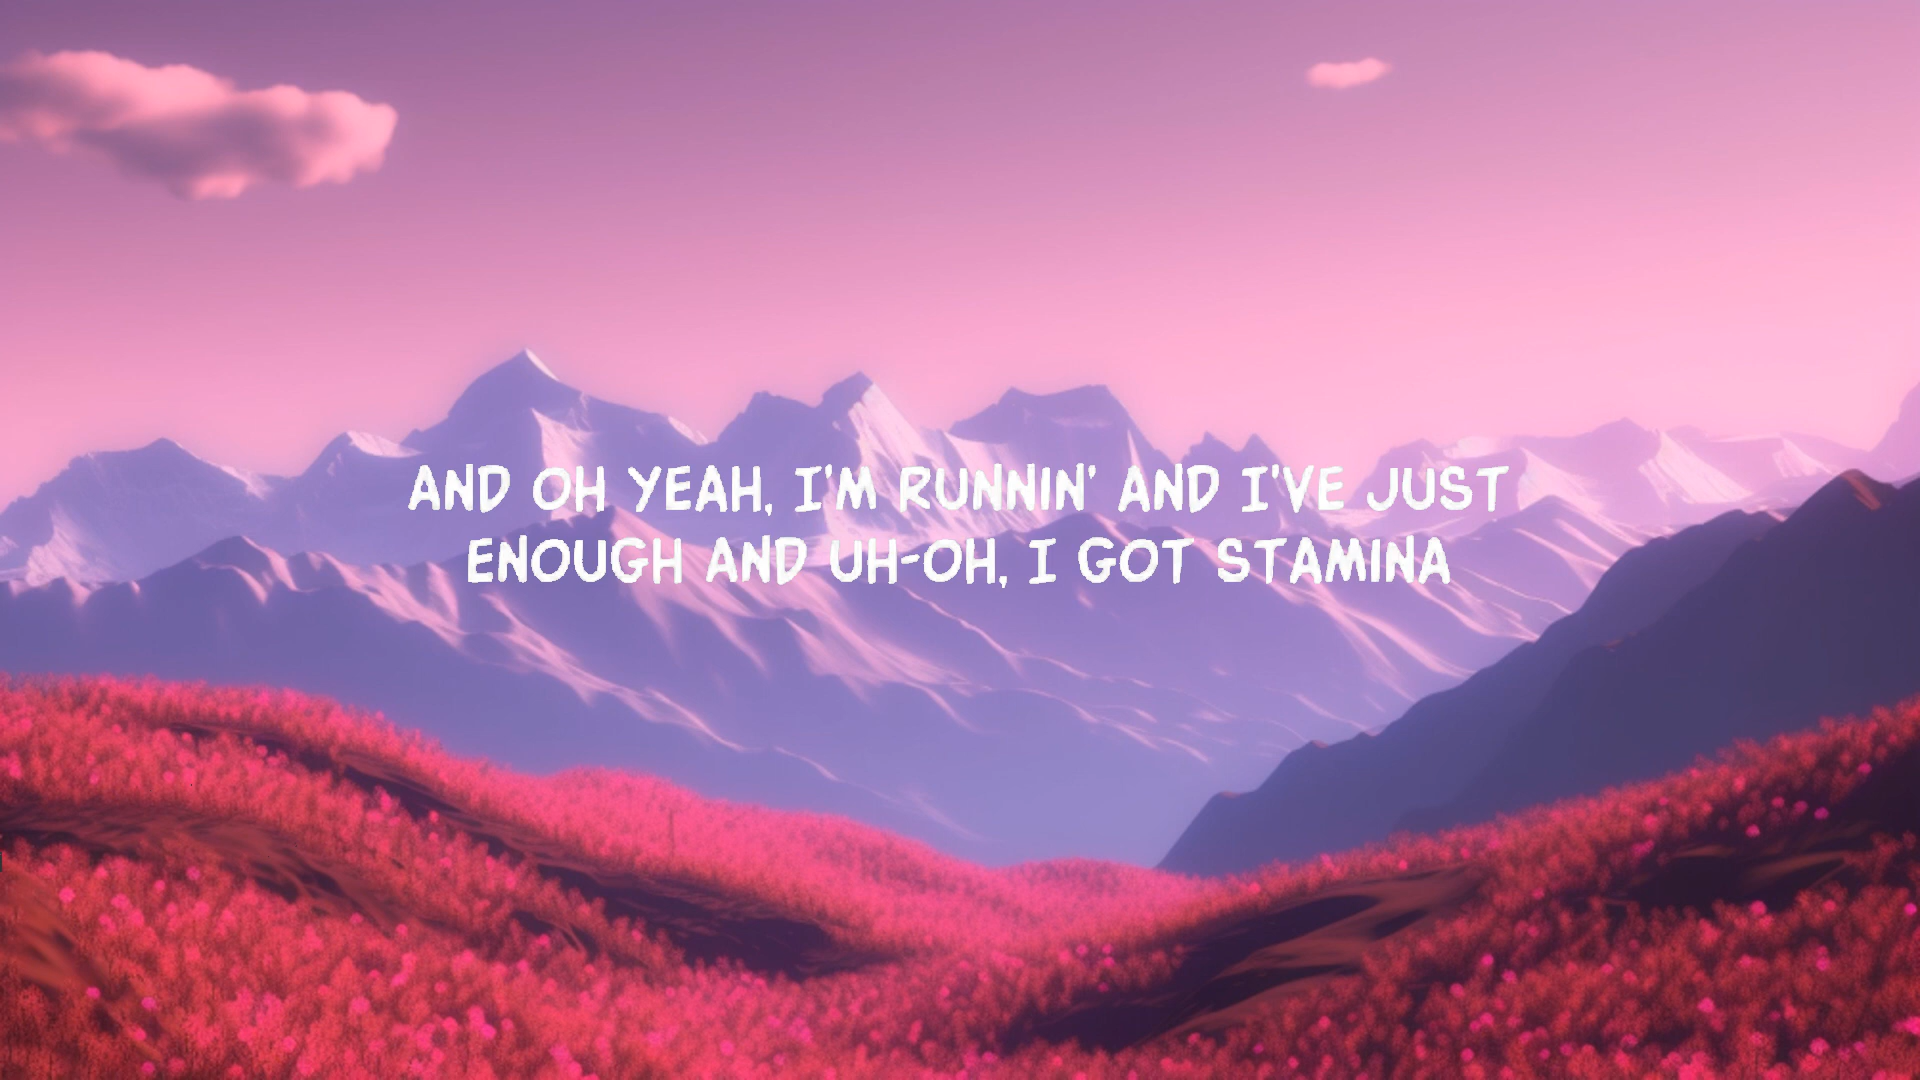 AND OH YEAH, I'M RUNNIN' AND I'VE JUST
ENOUGH AND UH-OH, I GOT STAMINA